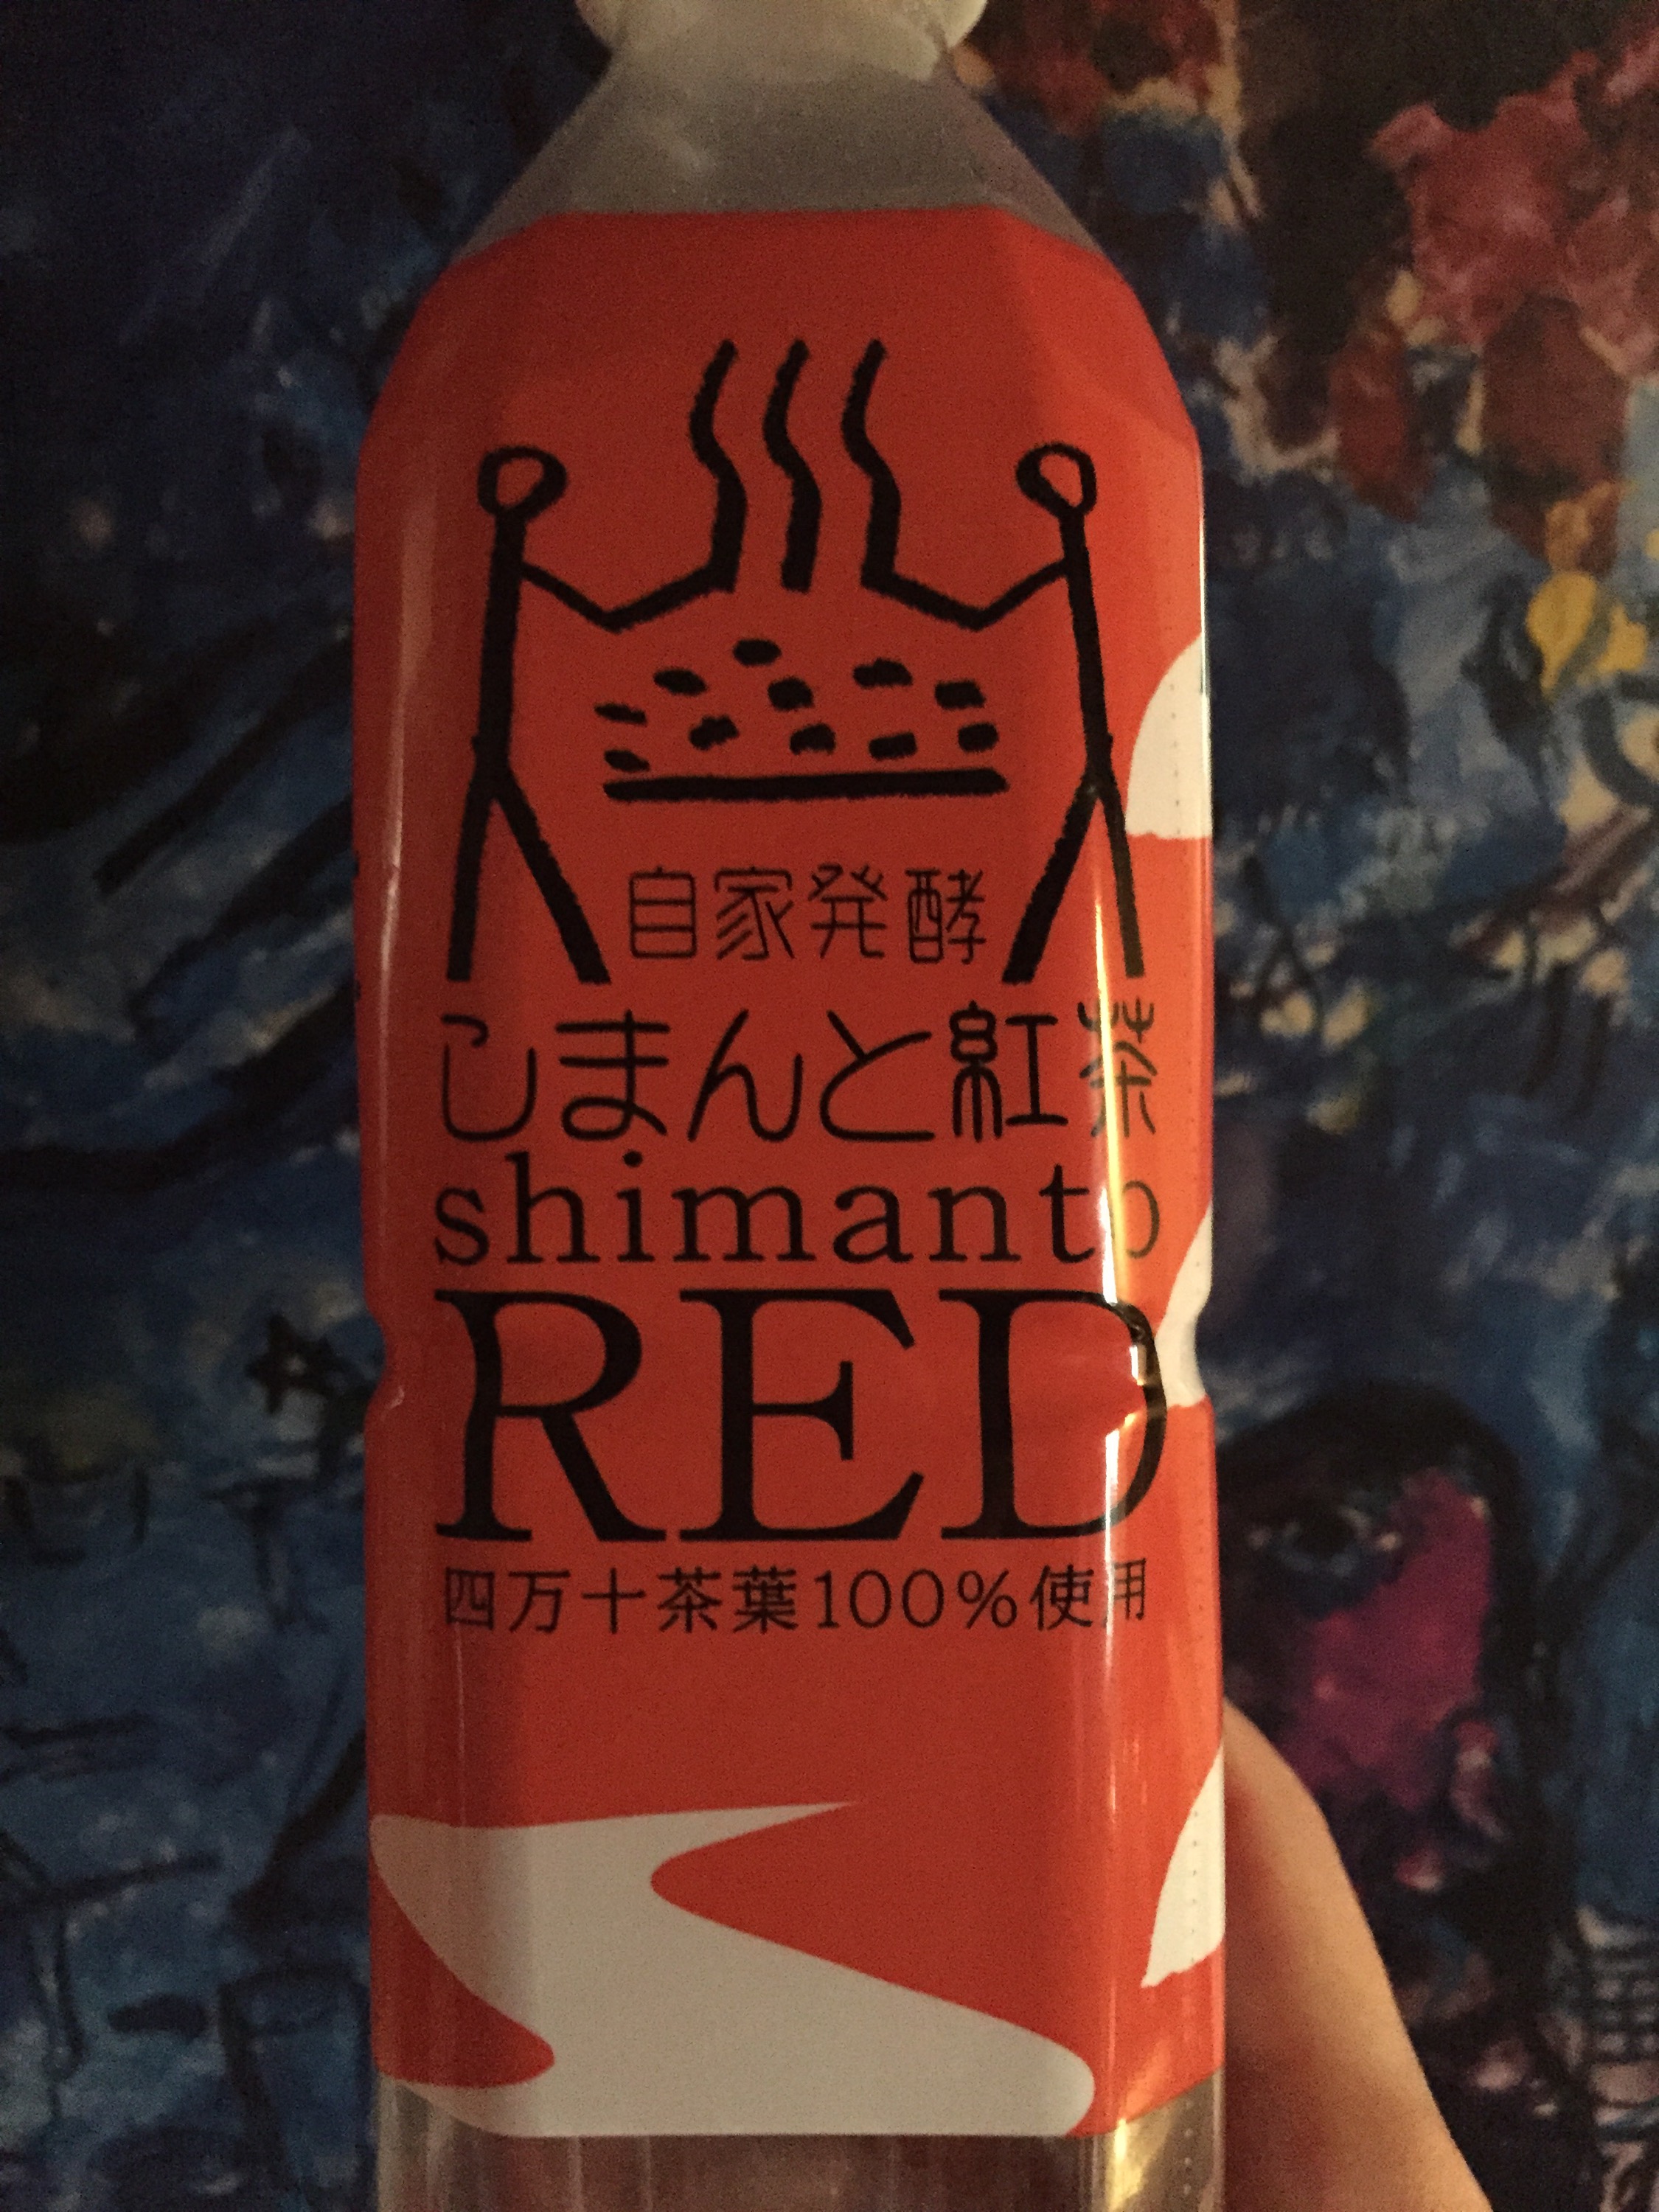 自家発酵
しまんと紅茶
shimanto
RED
四万十茶葉100%使用